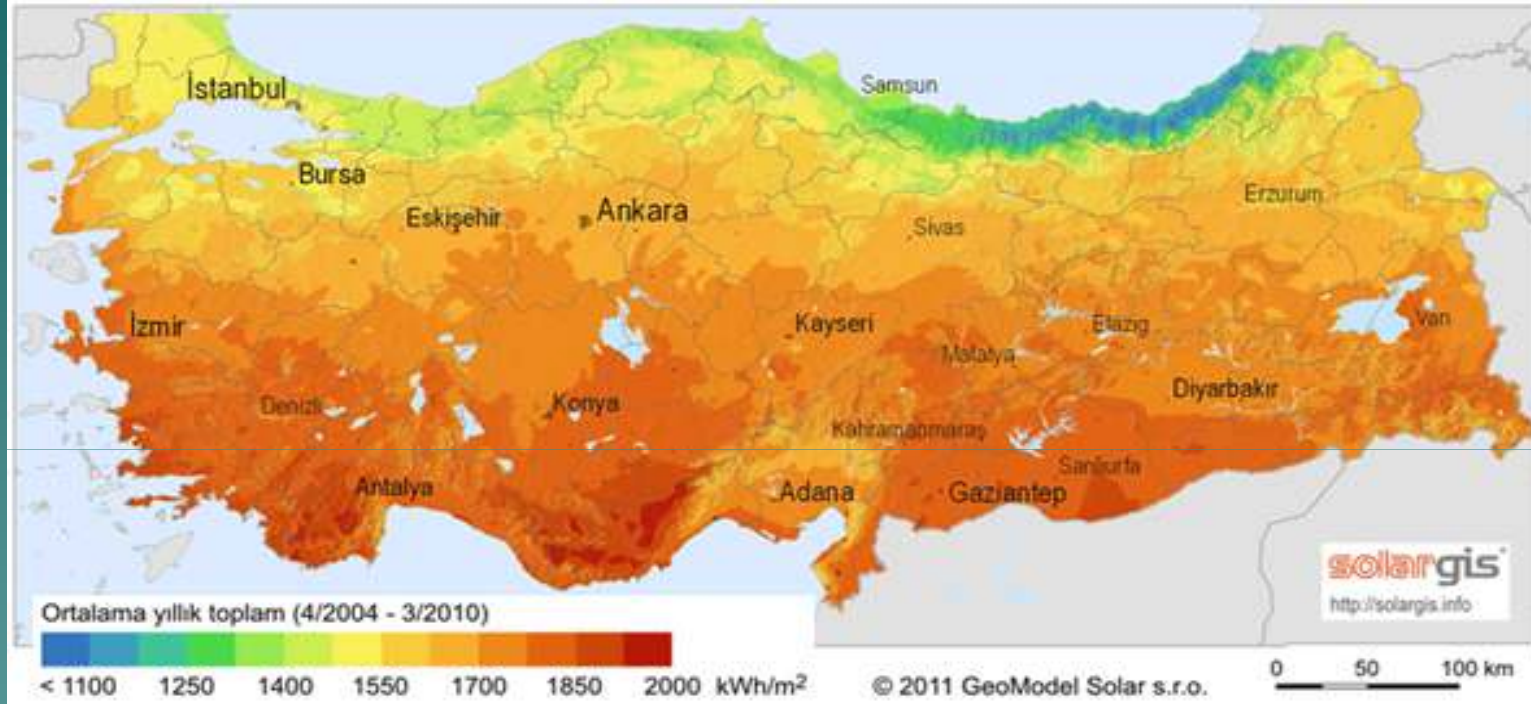 İstanbul
Samsun
Bursa
Erzurum
Eskişehir
Ankara
Sivas
İzmir
Kayseri
Elazıg
Van
Malatya
Diyarbakır
Denizli
Konya
Kahramanmaraş
Sanlıurfa
Antalya
Adana
Gaziantep
solargis
http://solargis.info
Ortalama yıllık toplam (4/2004 - 3/2010)
< 1100 1250 1400 1550 1700 1850 2000 kWh/m²
© 2011 GeoModel Solar s.r.o.
0 50 100 km